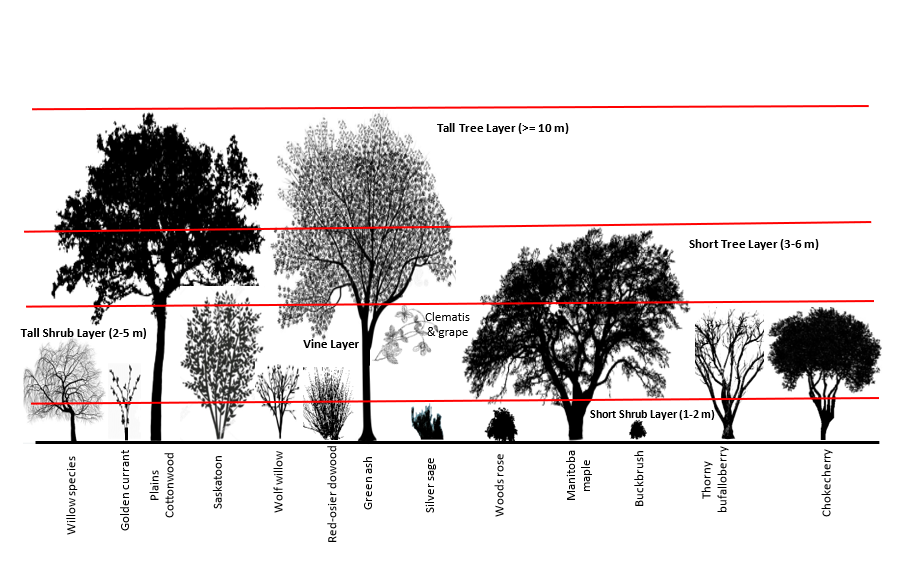 Tall Tree Layer (>= 10 m)
Short Tree Layer (3-6 m)
Clematis
& grape
Tall Shrub Layer (2-5 m)
Vine Layer
Short Shrub Layer (1-2 m)
Willow species
Golden currant
Plains
Cottonwood
Saskatoon
Wolf willow
Red-osier dowood
Green ash
Silver sage
Woods rose
Manitoba
maple
Buckbrush
Thorny
bufalloberry
Chokecherry